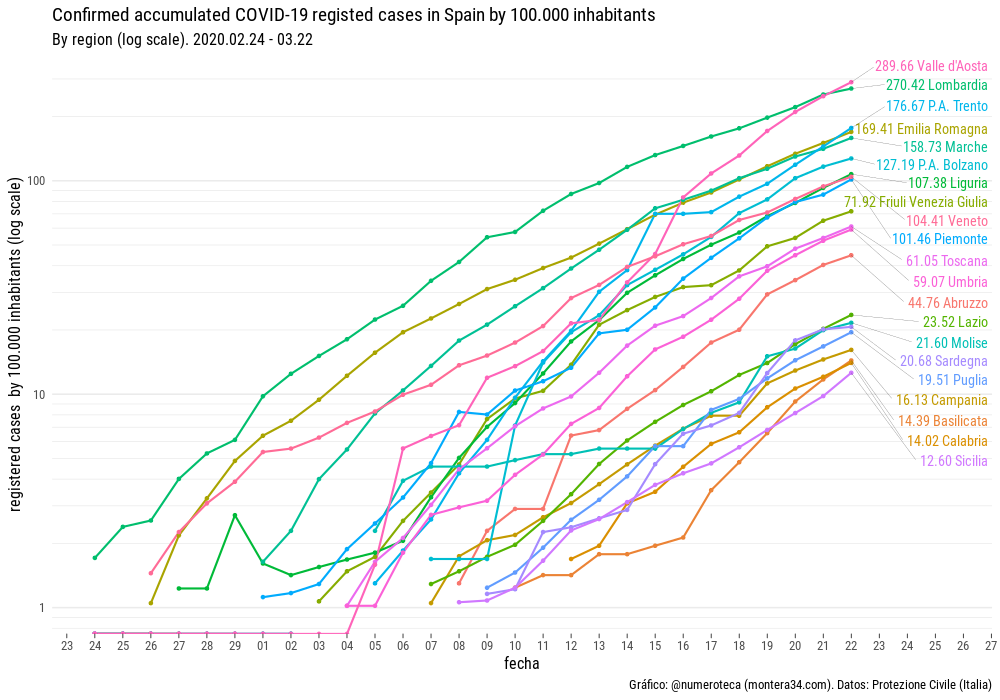 Confirmed accumulated COVID-19 registed cases in Spain by 100.000 inhabitants
By region (log scale). 2020.02.24 - 03.22
registered cases by 100.000 inhabitants (log scale)
100
10
1
289.66 Valle d'Aosta
270.42 Lombardia
176.67 P.A. Trento
169.41 Emilia Romagna
158.73 Marche
127.19 P.A. Bolzano
107.38 Liguria
71.92 Friuli Venezia Giulia
104.41 Veneto
101.46 Piemonte
61.05 Toscana
59.07 Umbria
44.76 Abruzzo
23.52 Lazio
21.60 Molise
20.68 Sardegna
19.51 Puglia
16.13 Campania
14.39 Basilicata
14.02 Calabria
12.60 Sicilia
23 24 25 26 27 28 29 01 02 03 04 05 06 07 08 09 10 11 12 13 14 15 16 17 18 19 20 21 22 23 24 25 26 27
fecha
Gráfico: @numeroteca (montera34.com). Datos: Protezione Civile (Italia)